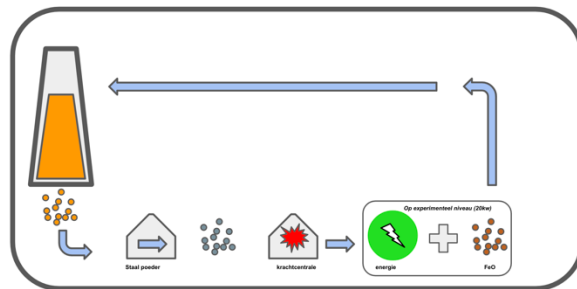 Op experimenteel niveau (20kw)
Staal poeder
krachtcentrale
energie
FeO